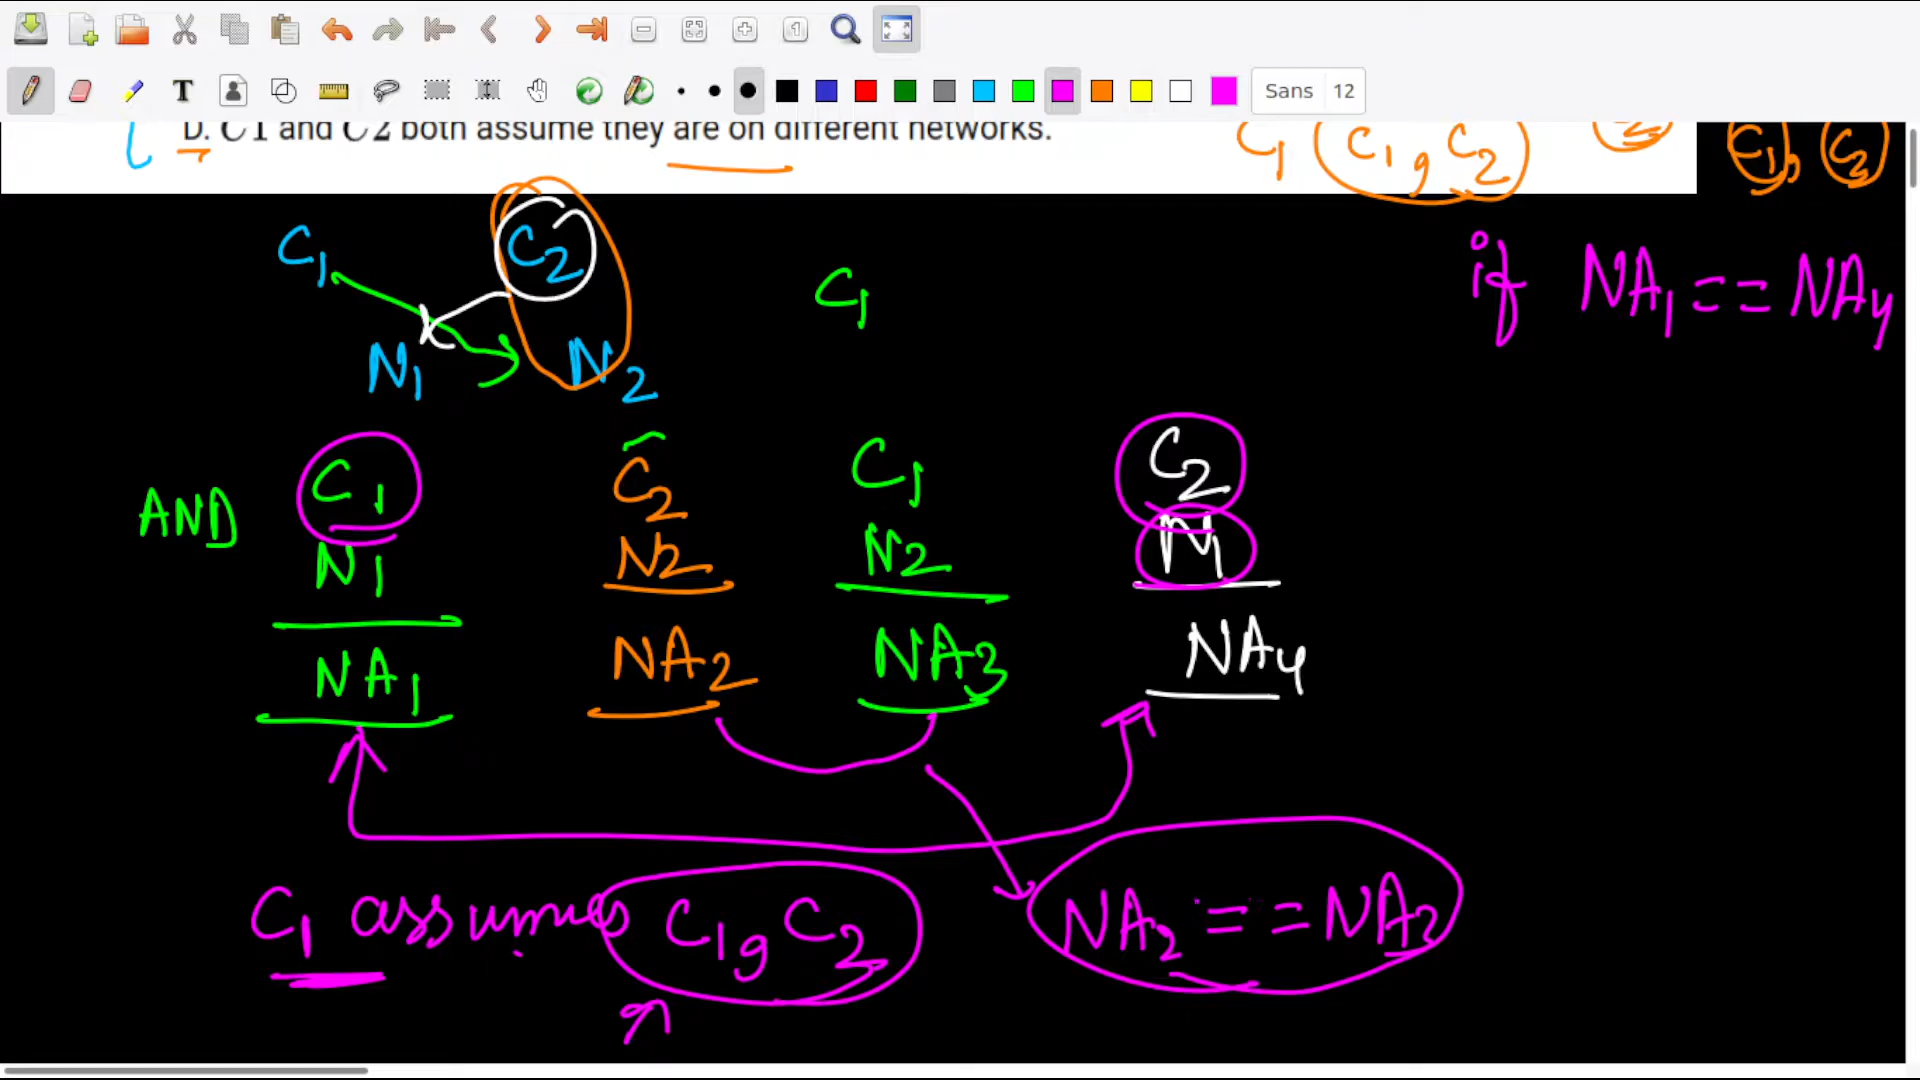 Sans 12
D. C1 and C2 both assume they are on different networks.
C1 C1, C2 C1, C2
C1 C2 C1 if NA1 == NA4
N1 N2
AND C1 C2 C1 C2
N1 N2 N2 N1
NA1 NA2 NA3 NA4
C1 assumes C1, C2 NA2 == NA3